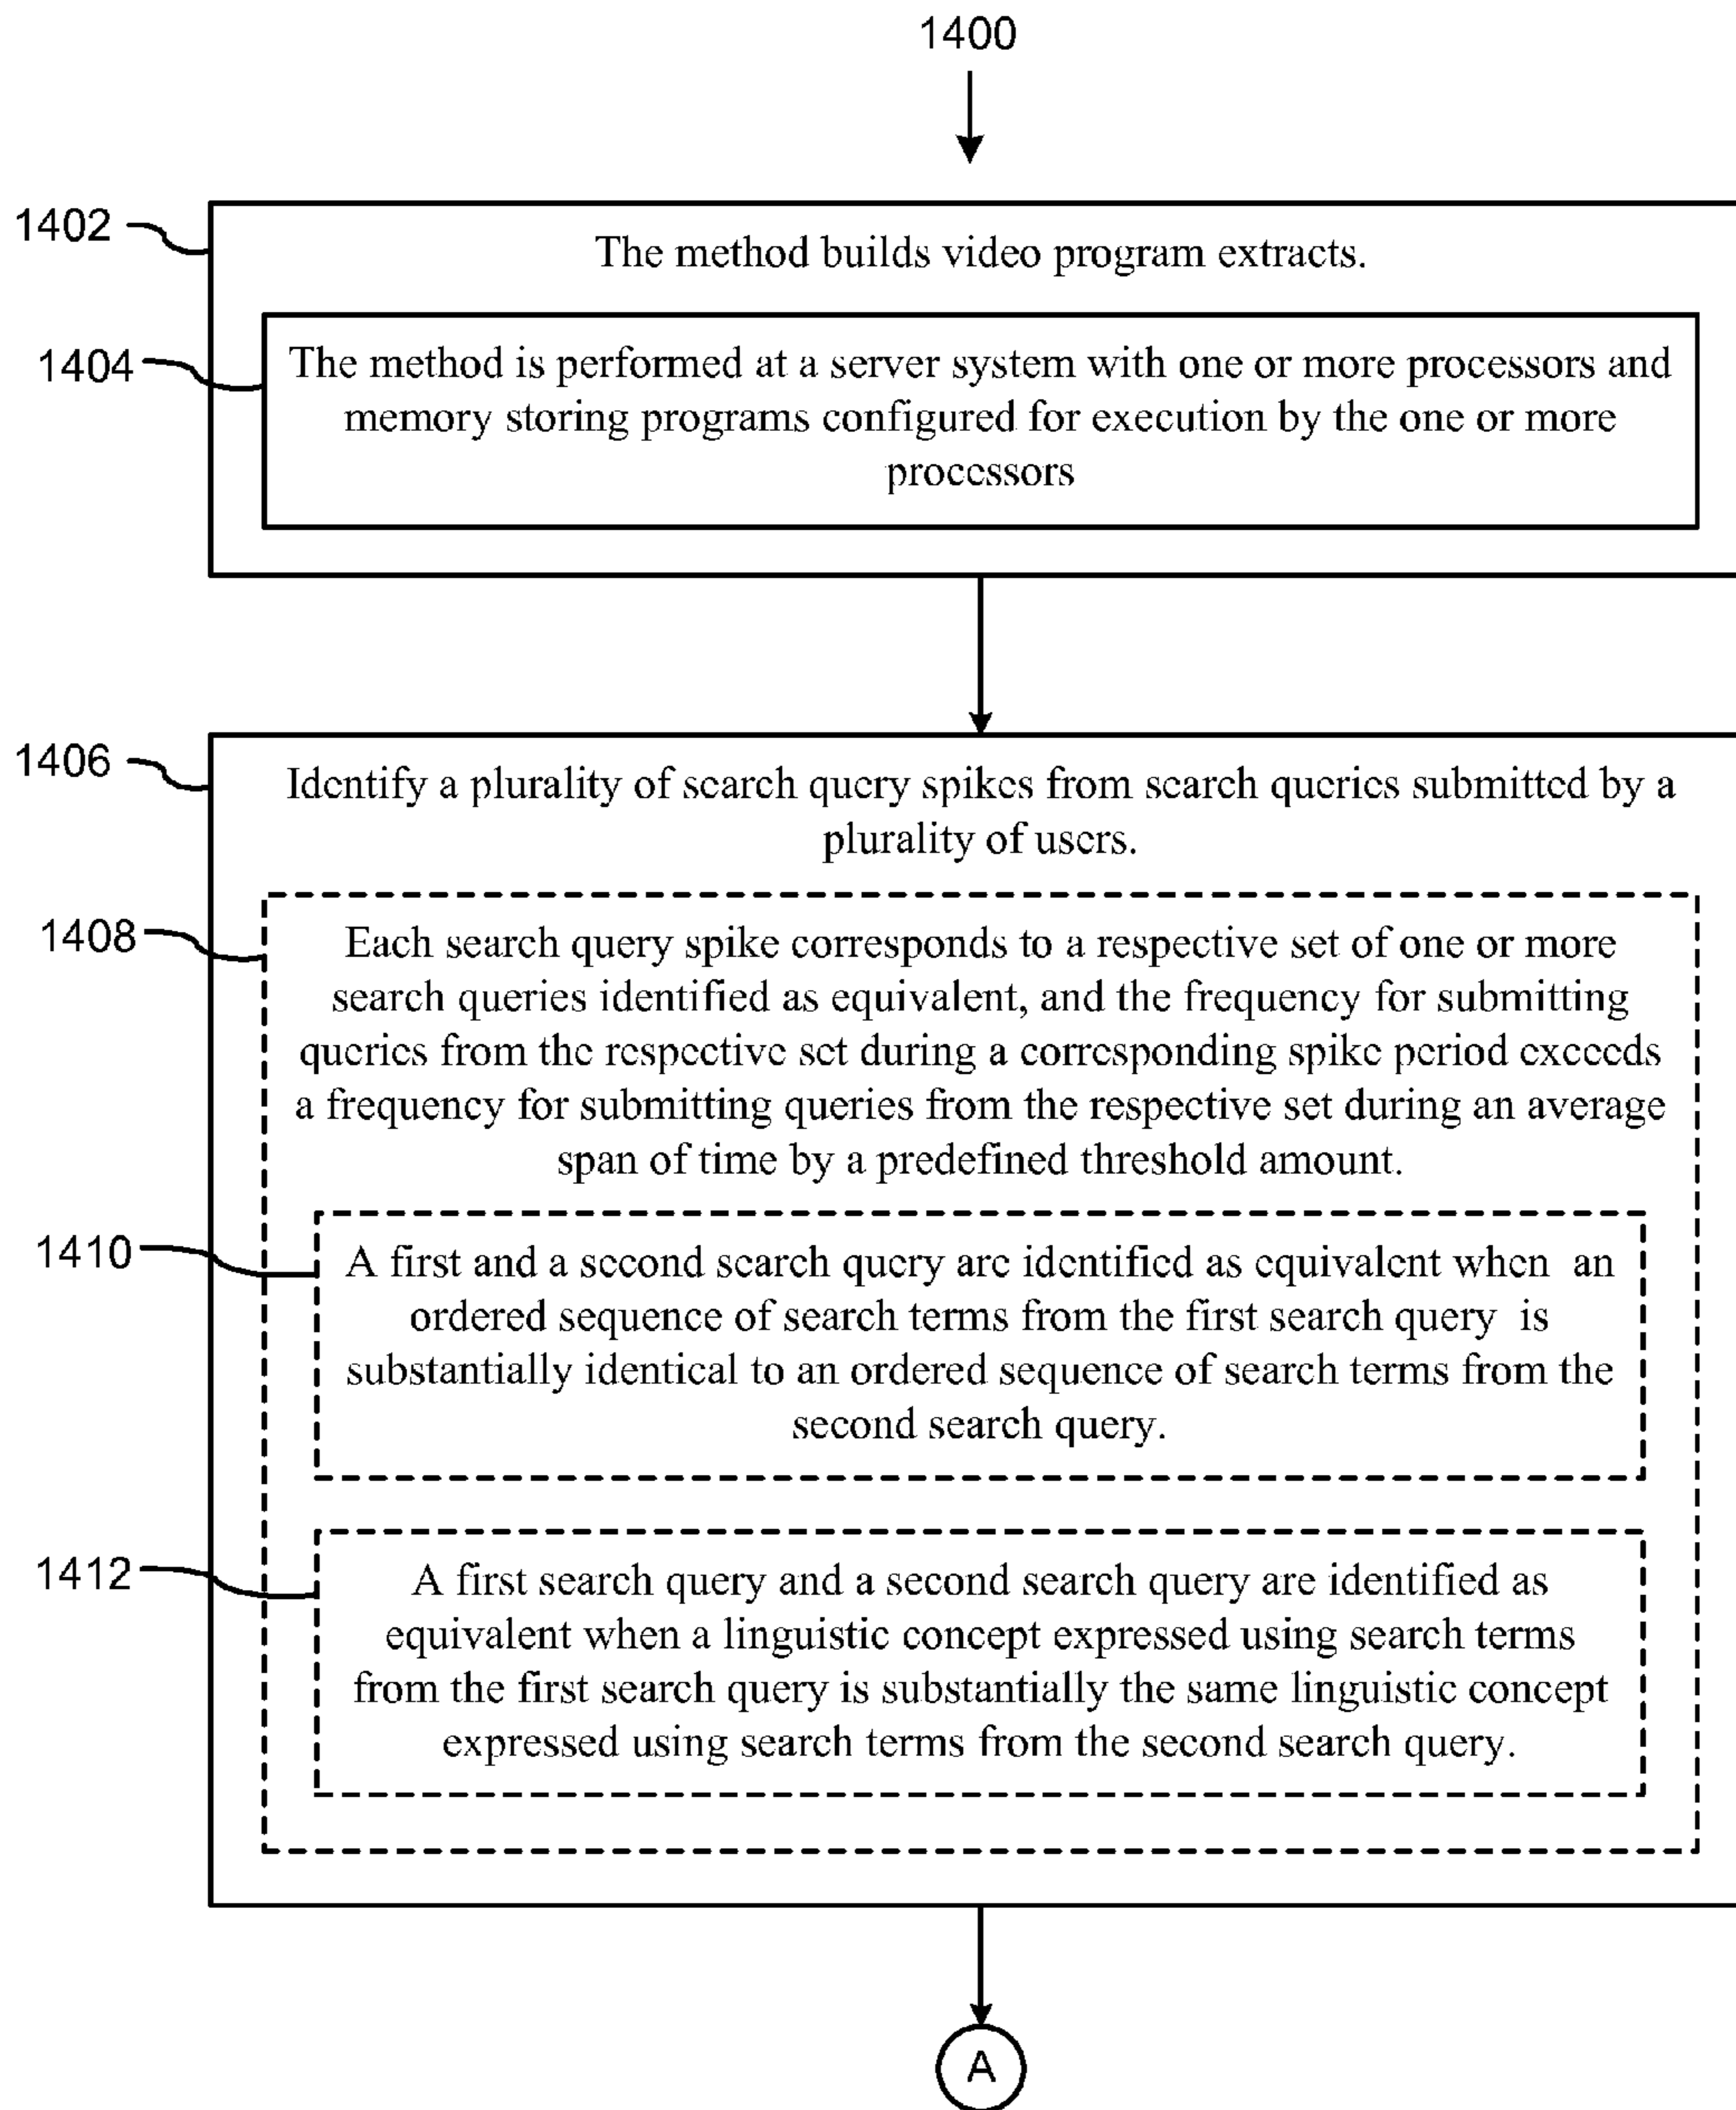 1400
1402
The method builds video program extracts.
1404
The method is performed at a server system with one or more processors and
memory storing programs configured for execution by the one or more
processors
1406
Identify a plurality of search query spikes from search queries submitted by a
plurality of users.
1408
Each search query spike corresponds to a respective set of one or more
search queries identified as equivalent, and the frequency for submitting
queries from the respective set during a corresponding spike period exceeds
a frequency for submitting queries from the respective set during an average
span of time by a predefined threshold amount.
1410
A first and a second search query are identified as equivalent when an
ordered sequence of search terms from the first search query is
substantially identical to an ordered sequence of search terms from the
second search query.
1412
A first search query and a second search query are identified as
equivalent when a linguistic concept expressed using search terms
from the first search query is substantially the same linguistic concept
expressed using search terms from the second search query.
A